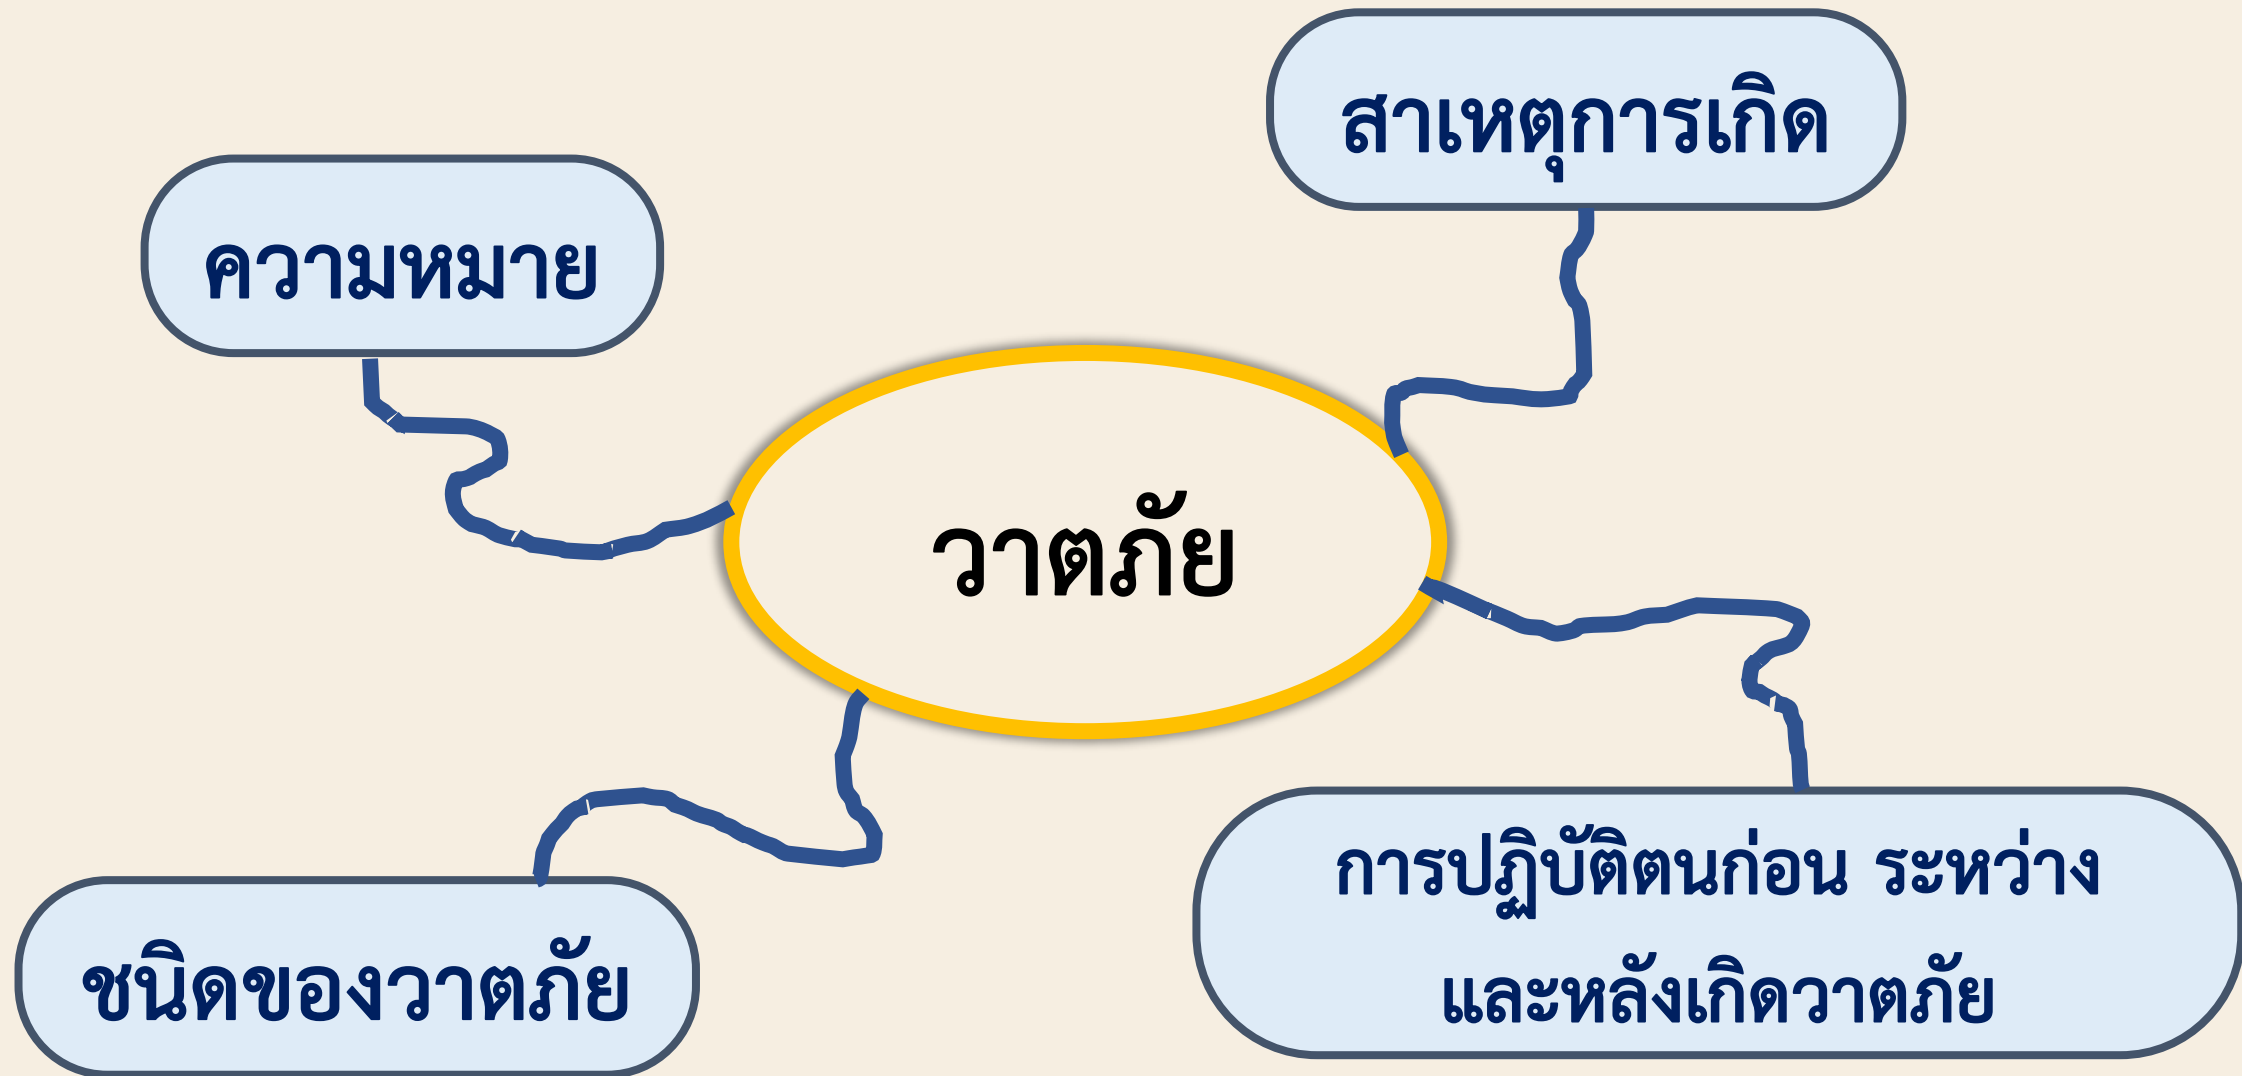 สาเหตุการเกิด
ความหมาย
วาตภัย
การปฏิบัติตนก่อน ระหว่าง
และหลังเกิดวาตภัย
ชนิดของวาตภัย